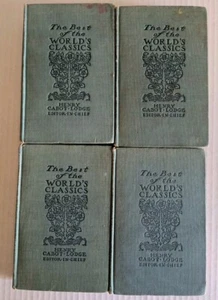 The Best
of the
WORLD'S
CLASSICS
HENRY
CABOT LODGE
EDITOR-IN-CHIEF
The Best
of the
WORLD'S
CLASSICS
HENRY
CABOT LODGE
EDITOR-IN-CHIEF
The Best
of the
WORLD'S
CLASSICS
HENRY
CABOT LODGE
EDITOR-IN-CHIEF
The Best
of the
WORLD'S
CLASSICS
HENRY
CABOT LODGE
EDITOR-IN-CHIEF